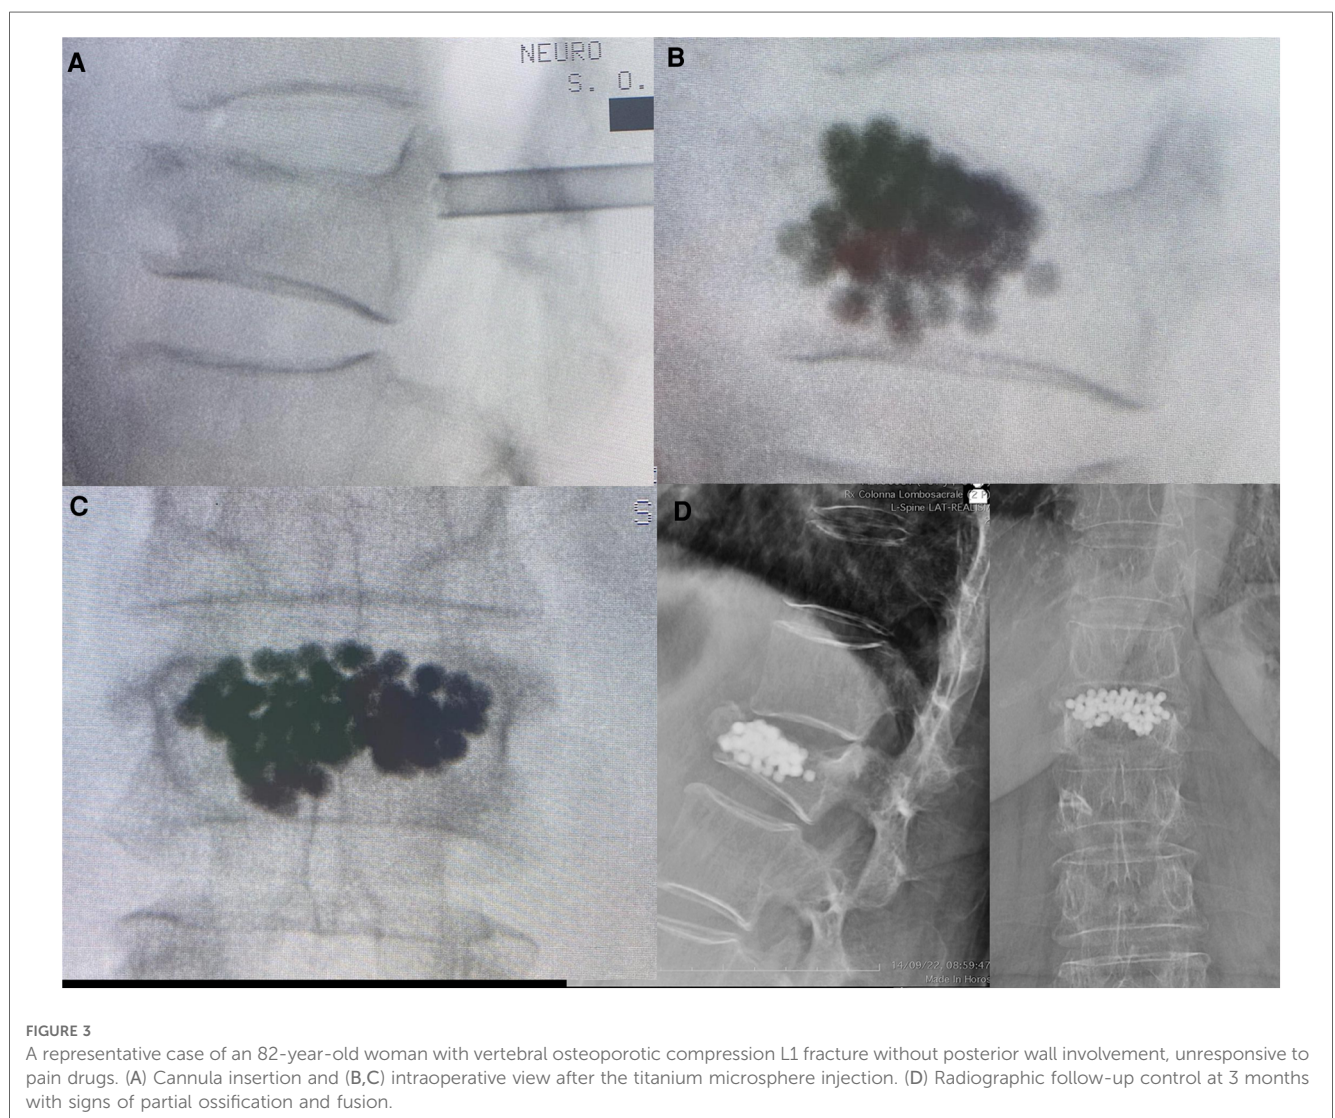 A
NEURO
S. 0.
B
C
S
D
Rx Colonna Lombosacrale (2 P)
L-Spine LAT-REAL
14/09/22, 08:59:47
Made In Horos
FIGURE 3
A representative case of an 82-year-old woman with vertebral osteoporotic compression L1 fracture without posterior wall involvement, unresponsive to
pain drugs. (A) Cannula insertion and (B,C) intraoperative view after the titanium microsphere injection. (D) Radiographic follow-up control at 3 months
with signs of partial ossification and fusion.